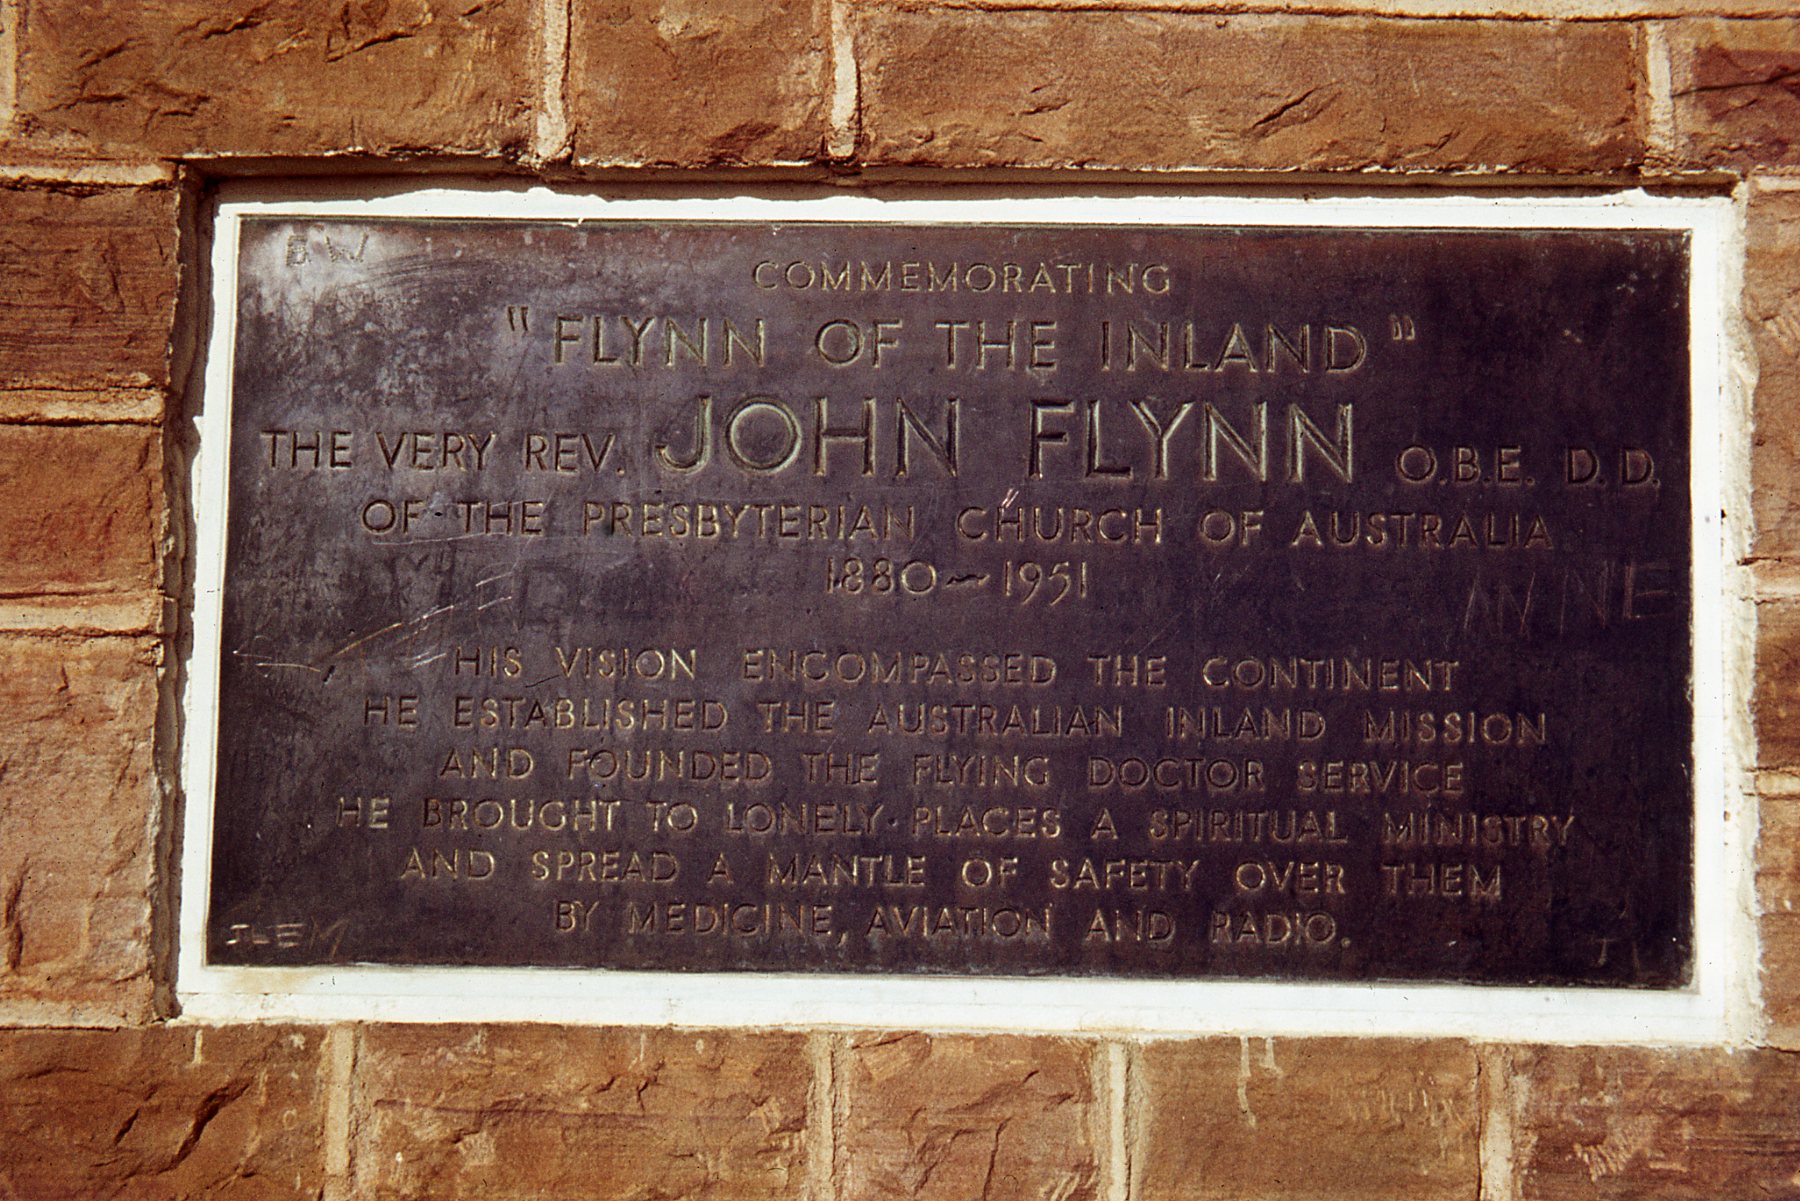 BW
COMMEMORATING
"FLYNN OF THE INLAND"
THE VERY REV. JOHN FLYNN O.B.E. D.D.
OF THE PRESBYTERIAN CHURCH OF AUSTRALIA
1880-1951
HIS VISION ENCOMPASSED THE CONTINENT
HE ESTABLISHED THE AUSTRALIAN INLAND MISSION
AND FOUNDED THE FLYING DOCTOR SERVICE
HE BROUGHT TO LONELY PLACES A SPIRITUAL MINISTRY
AND SPREAD A MANTLE OF SAFETY OVER THEM
BY MEDICINE, AVIATION AND RADIO.